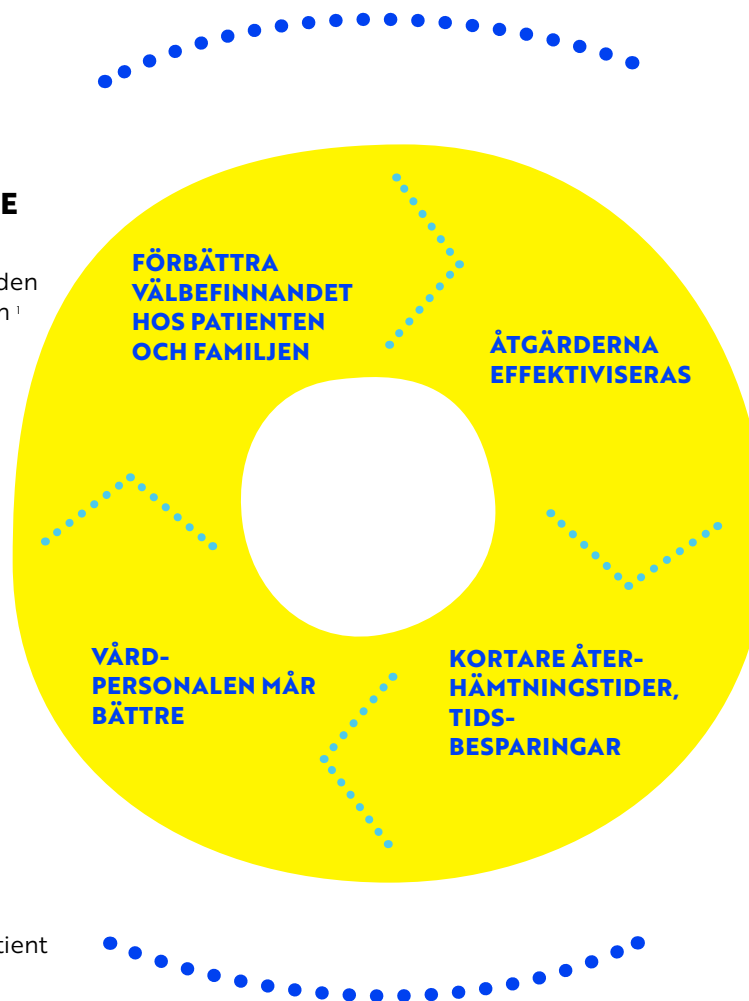 E
den
n ¹
FÖRBÄTTRA
VÄLBEFINNANDET
HOS PATIENTEN
OCH FAMILJEN
ÅTGÄRDERNA
EFFEKTIVISERAS
VÅRD-
PERSONALEN MÅR
BÄTTRE
KORTARE ÅTER-
HÄMTNINGSTIDER,
TIDS-
BESPARINGAR
tient